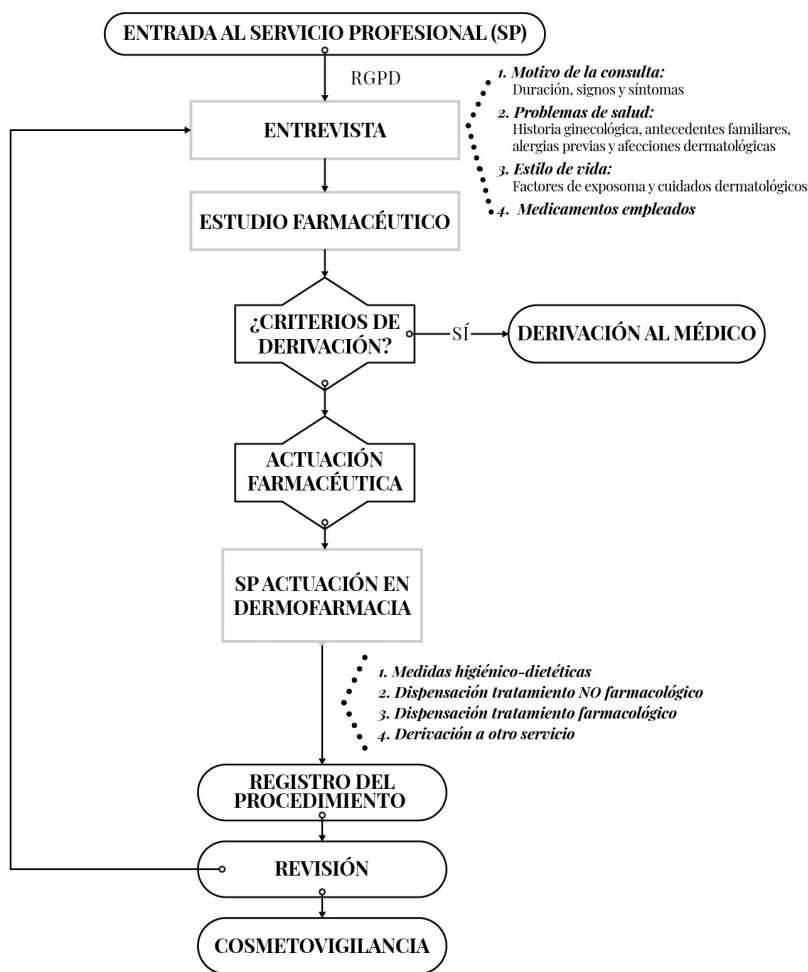 ENTRADA AL SERVICIO PROFESIONAL (SP)
RGPD
1. Motivo de la consulta:
Duración, signos y síntomas
2. Problemas de salud:
Historia ginecológica, antecedentes familiares,
alergias previas y afecciones dermatológicas
3. Estilo de vida:
Factores de exposoma y cuidados dermatológicos
4. Medicamentos empleados
ENTREVISTA
ESTUDIO FARMACÉUTICO
¿CRITERIOS DE
DERIVACIÓN?
SÍ
DERIVACIÓN AL MÉDICO
ACTUACIÓN
FARMACÉUTICA
SP ACTUACIÓN EN
DERMOFARMACIA
1. Medidas higiénico-dietéticas
2. Dispensación tratamiento NO farmacológico
3. Dispensación tratamiento farmacológico
4. Derivación a otro servicio
REGISTRO DEL
PROCEDIMIENTO
REVISIÓN
COSMETOVIGILANCIA